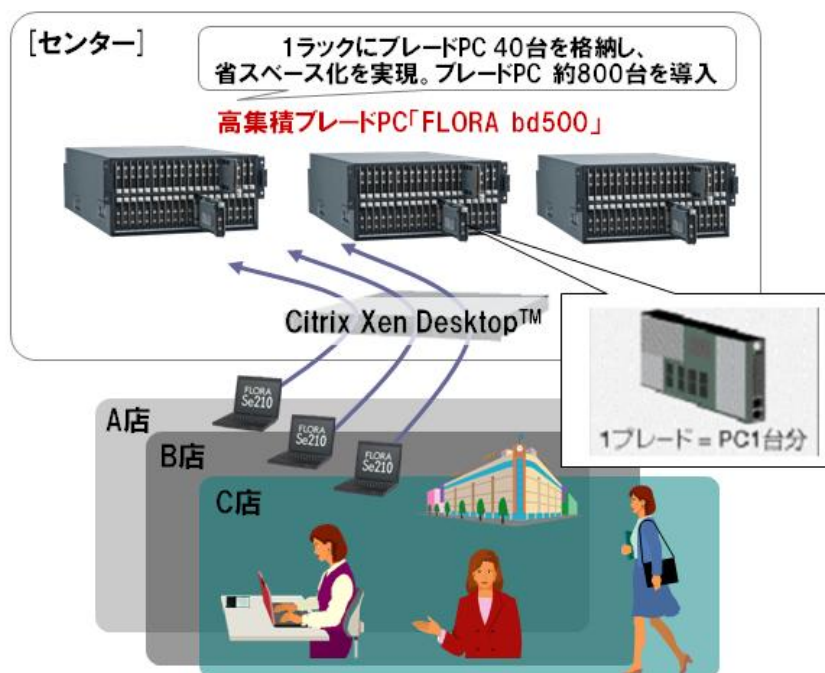 [センター]
1ラックにブレードPC 40台を格納し、
省スペース化を実現。ブレードPC 約800台を導入
高集積ブレードPC「FLORA bd500」
Citrix Xen Desktop™
FLORA
Se210
FLORA
Se210
FLORA
Se210
A店
B店
C店
1ブレード = PC1台分